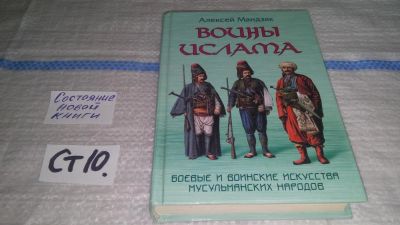 Состояние
новой
книги
Ст10.
Алексей Мандзяк
ВОИНЫ
ИСЛАМА
БОЕВЫЕ И ВОИНСКИЕ ИСКУССТВА
МУСУЛЬМАНСКИХ НАРОДОВ